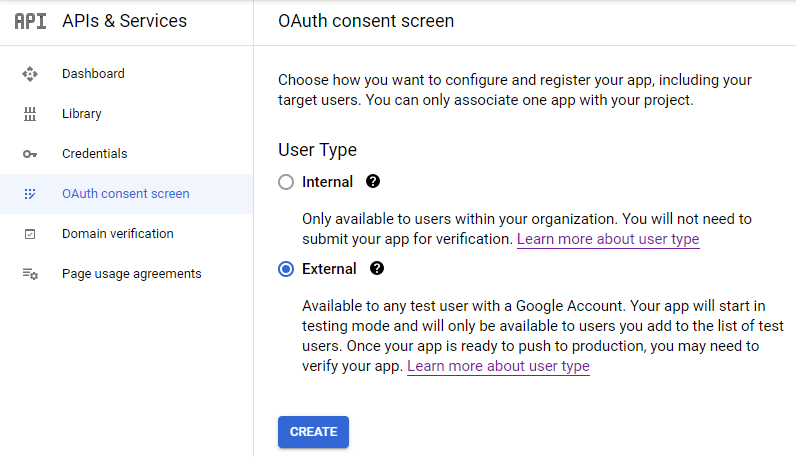 API APIs & Services
OAuth consent screen
Dashboard
Library
Credentials
OAuth consent screen
Domain verification
Page usage agreements
Choose how you want to configure and register your app, including your
target users. You can only associate one app with your project.
User Type
Internal ?
Only available to users within your organization. You will not need to
submit your app for verification. Learn more about user type
External ?
Available to any test user with a Google Account. Your app will start in
testing mode and will only be available to users you add to the list of test
users. Once your app is ready to push to production, you may need to
verify your app. Learn more about user type
CREATE